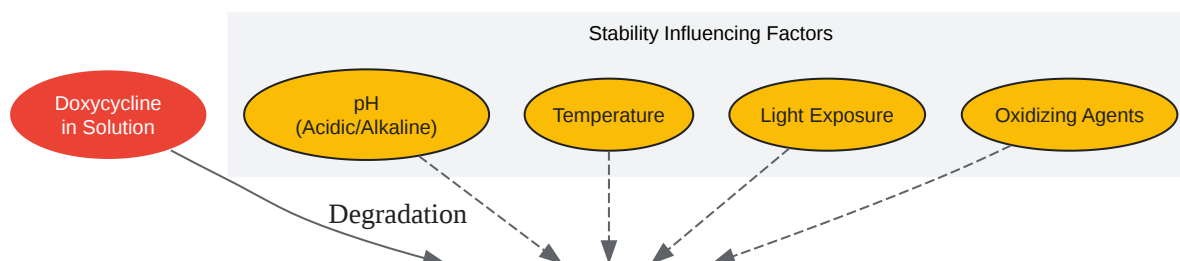 Stability Influencing Factors
Doxycycline
in Solution
pH
(Acidic/Alkaline)
Temperature
Light Exposure
Oxidizing Agents
Degradation